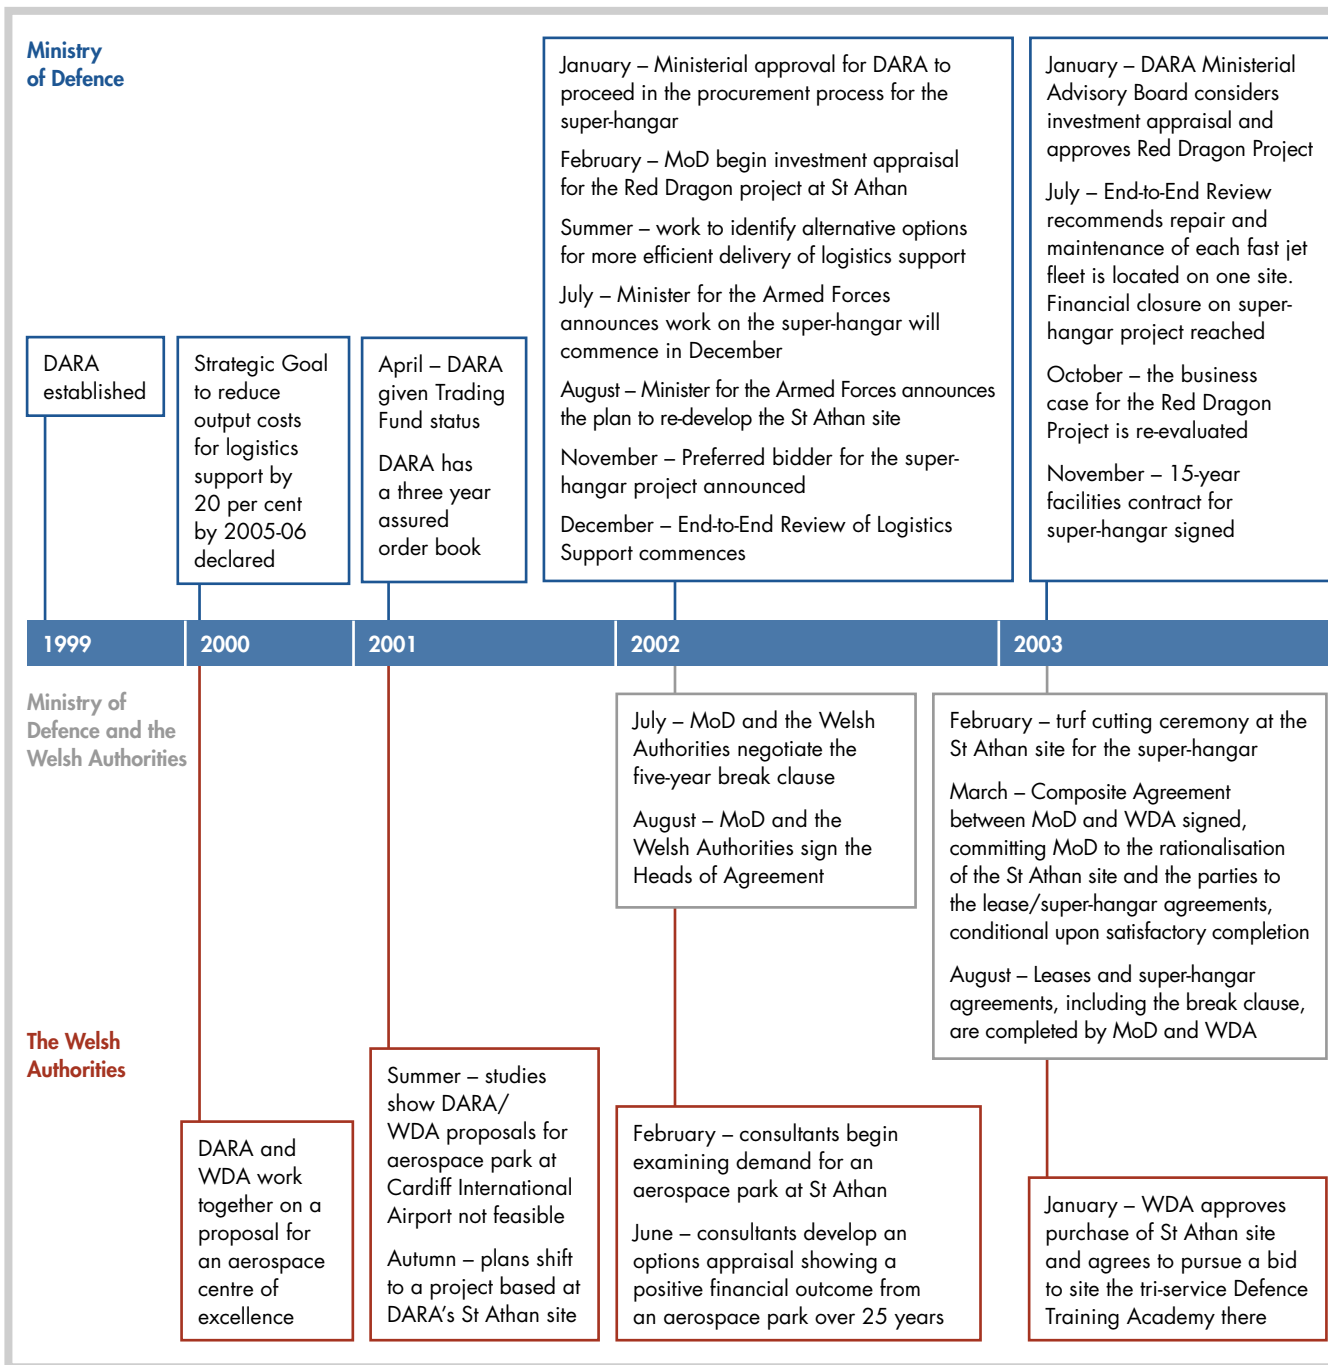 Ministry
of Defence
DARA
established
Strategic Goal
to reduce
output costs
for logistics
support by
20 per cent
by 2005-06
declared
April – DARA
given Trading
Fund status
DARA has
a three year
assured
order book
January – Ministerial approval for DARA to
proceed in the procurement process for the
super-hangar
February – MoD begin investment appraisal
for the Red Dragon project at St Athan
Summer – work to identify alternative options
for more efficient delivery of logistics support
July – Minister for the Armed Forces
announces work on the super-hangar will
commence in December
August – Minister for the Armed Forces announces
the plan to re-develop the St Athan site
November – Preferred bidder for the super-
hangar project announced
December – End-to-End Review of Logistics
Support commences
January – DARA Ministerial
Advisory Board considers
investment appraisal and
approves Red Dragon Project
July – End-to-End Review
recommends repair and
maintenance of each fast jet
fleet is located on one site.
Financial closure on super-
hangar project reached
October – the business
case for the Red Dragon
Project is re-evaluated
November – 15-year
facilities contract for
super-hangar signed
1999
2000
2001
2002
2003
Ministry of
Defence and the
Welsh Authorities
July – MoD and the Welsh
Authorities negotiate the
five-year break clause
August – MoD and the
Welsh Authorities sign the
Heads of Agreement
February – turf cutting ceremony at the
St Athan site for the super-hangar
March – Composite Agreement
between MoD and WDA signed,
committing MoD to the rationalisation
of the St Athan site and the parties to
the lease/super-hangar agreements,
conditional upon satisfactory completion
August – Leases and super-hangar
agreements, including the break clause,
are completed by MoD and WDA
The Welsh
Authorities
DARA and
WDA work
together on a
proposal for
an aerospace
centre of
excellence
Summer – studies
show DARA/
WDA proposals for
aerospace park at
Cardiff International
Airport not feasible
Autumn – plans shift
to a project based at
DARA's St Athan site
February – consultants begin
examining demand for an
aerospace park at St Athan
June – consultants develop an
options appraisal showing a
positive financial outcome from
an aerospace park over 25 years
January – WDA approves
purchase of St Athan site
and agrees to pursue a bid
to site the tri-service Defence
Training Academy there